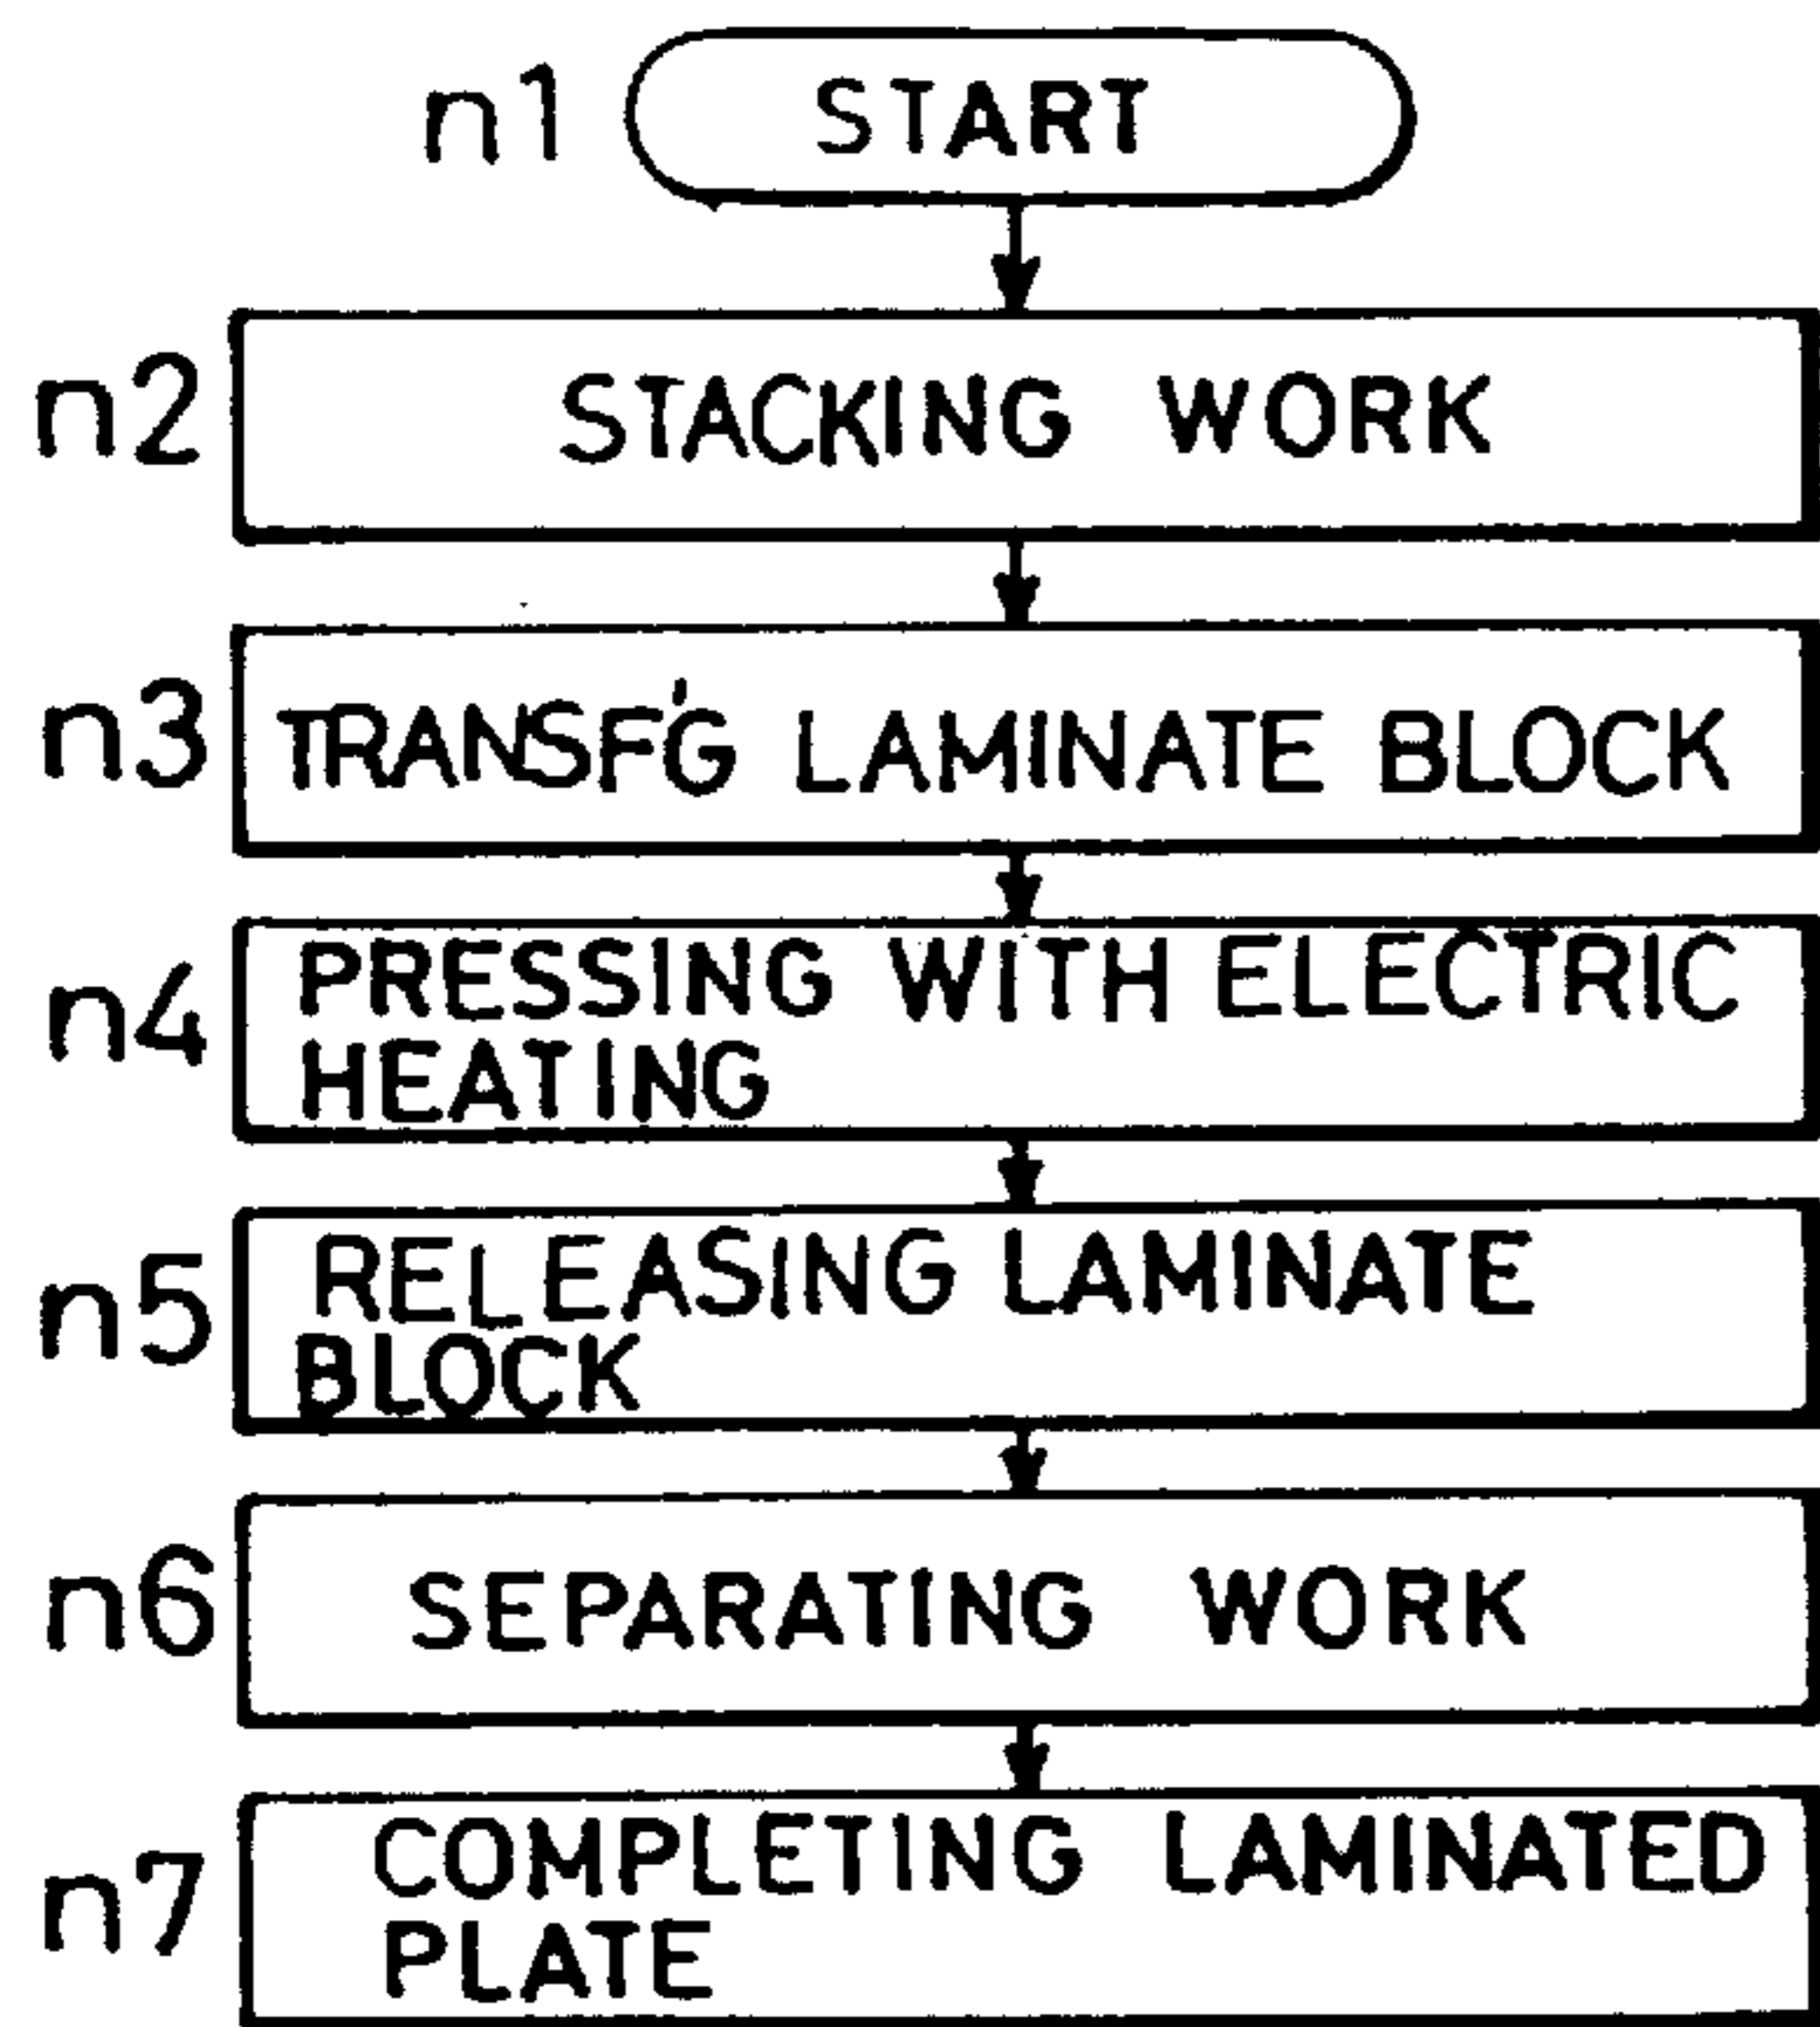 n1 START
n2 STACKING WORK
n3 TRANSF'G LAMINATE BLOCK
n4 PRESSING WITH ELECTRIC
HEATING
n5 RELEASING LAMINATE
BLOCK
n6 SEPARATING WORK
n7 COMPLETING LAMINATED
PLATE